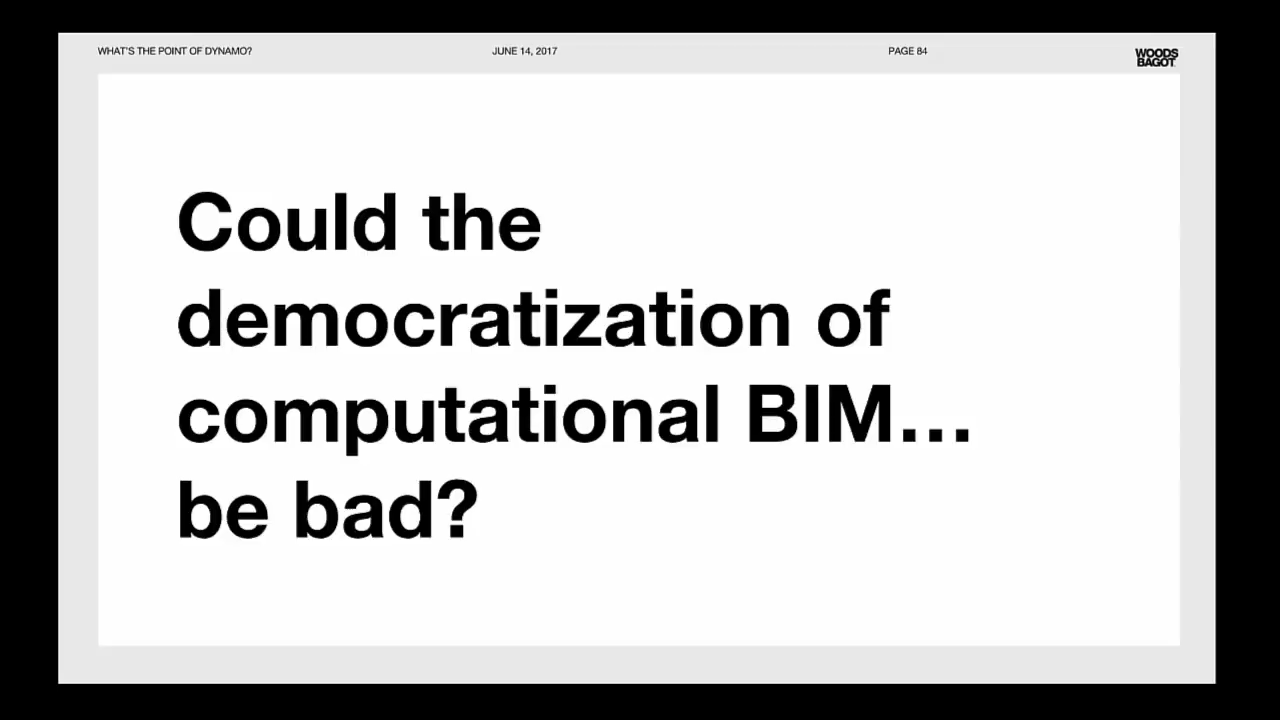 WHAT'S THE POINT OF DYNAMO?
JUNE 14, 2017
PAGE 84
WOODS
BAGOT
Could the
democratization of
computational BIM...
be bad?